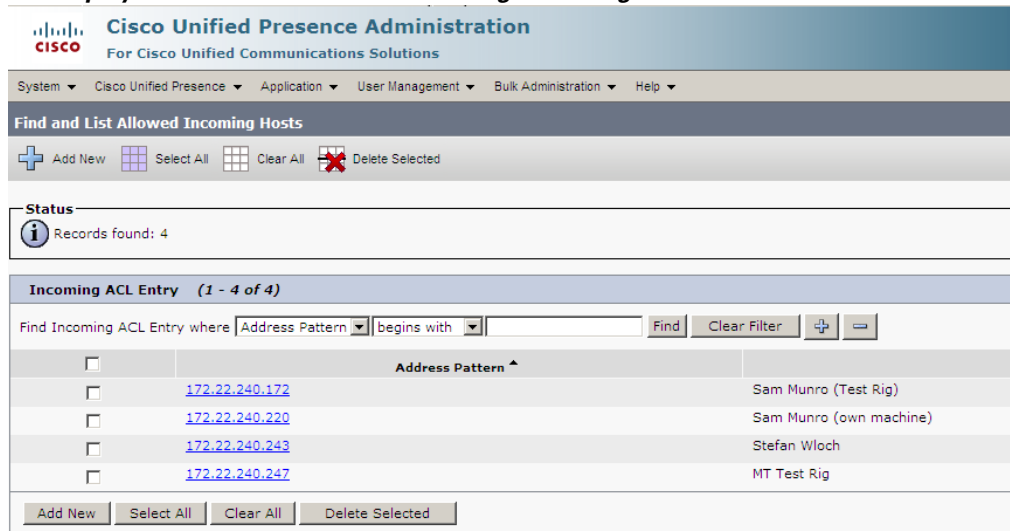 Cisco Unified Presence Administration
CISCO
For Cisco Unified Communications Solutions
System Cisco Unified Presence Application User Management Bulk Administration Help
Find and List Allowed Incoming Hosts
Add New Select All Clear All Delete Selected
Status
Records found: 4
Incoming ACL Entry (1 - 4 of 4)
Find Incoming ACL Entry where Address Pattern begins with Find Clear Filter
Address Pattern
172.22.240.172 Sam Munro (Test Rig)
172.22.240.220 Sam Munro (own machine)
172.22.240.243 Stefan Wloch
172.22.240.247 MT Test Rig
Add New Select All Clear All Delete Selected